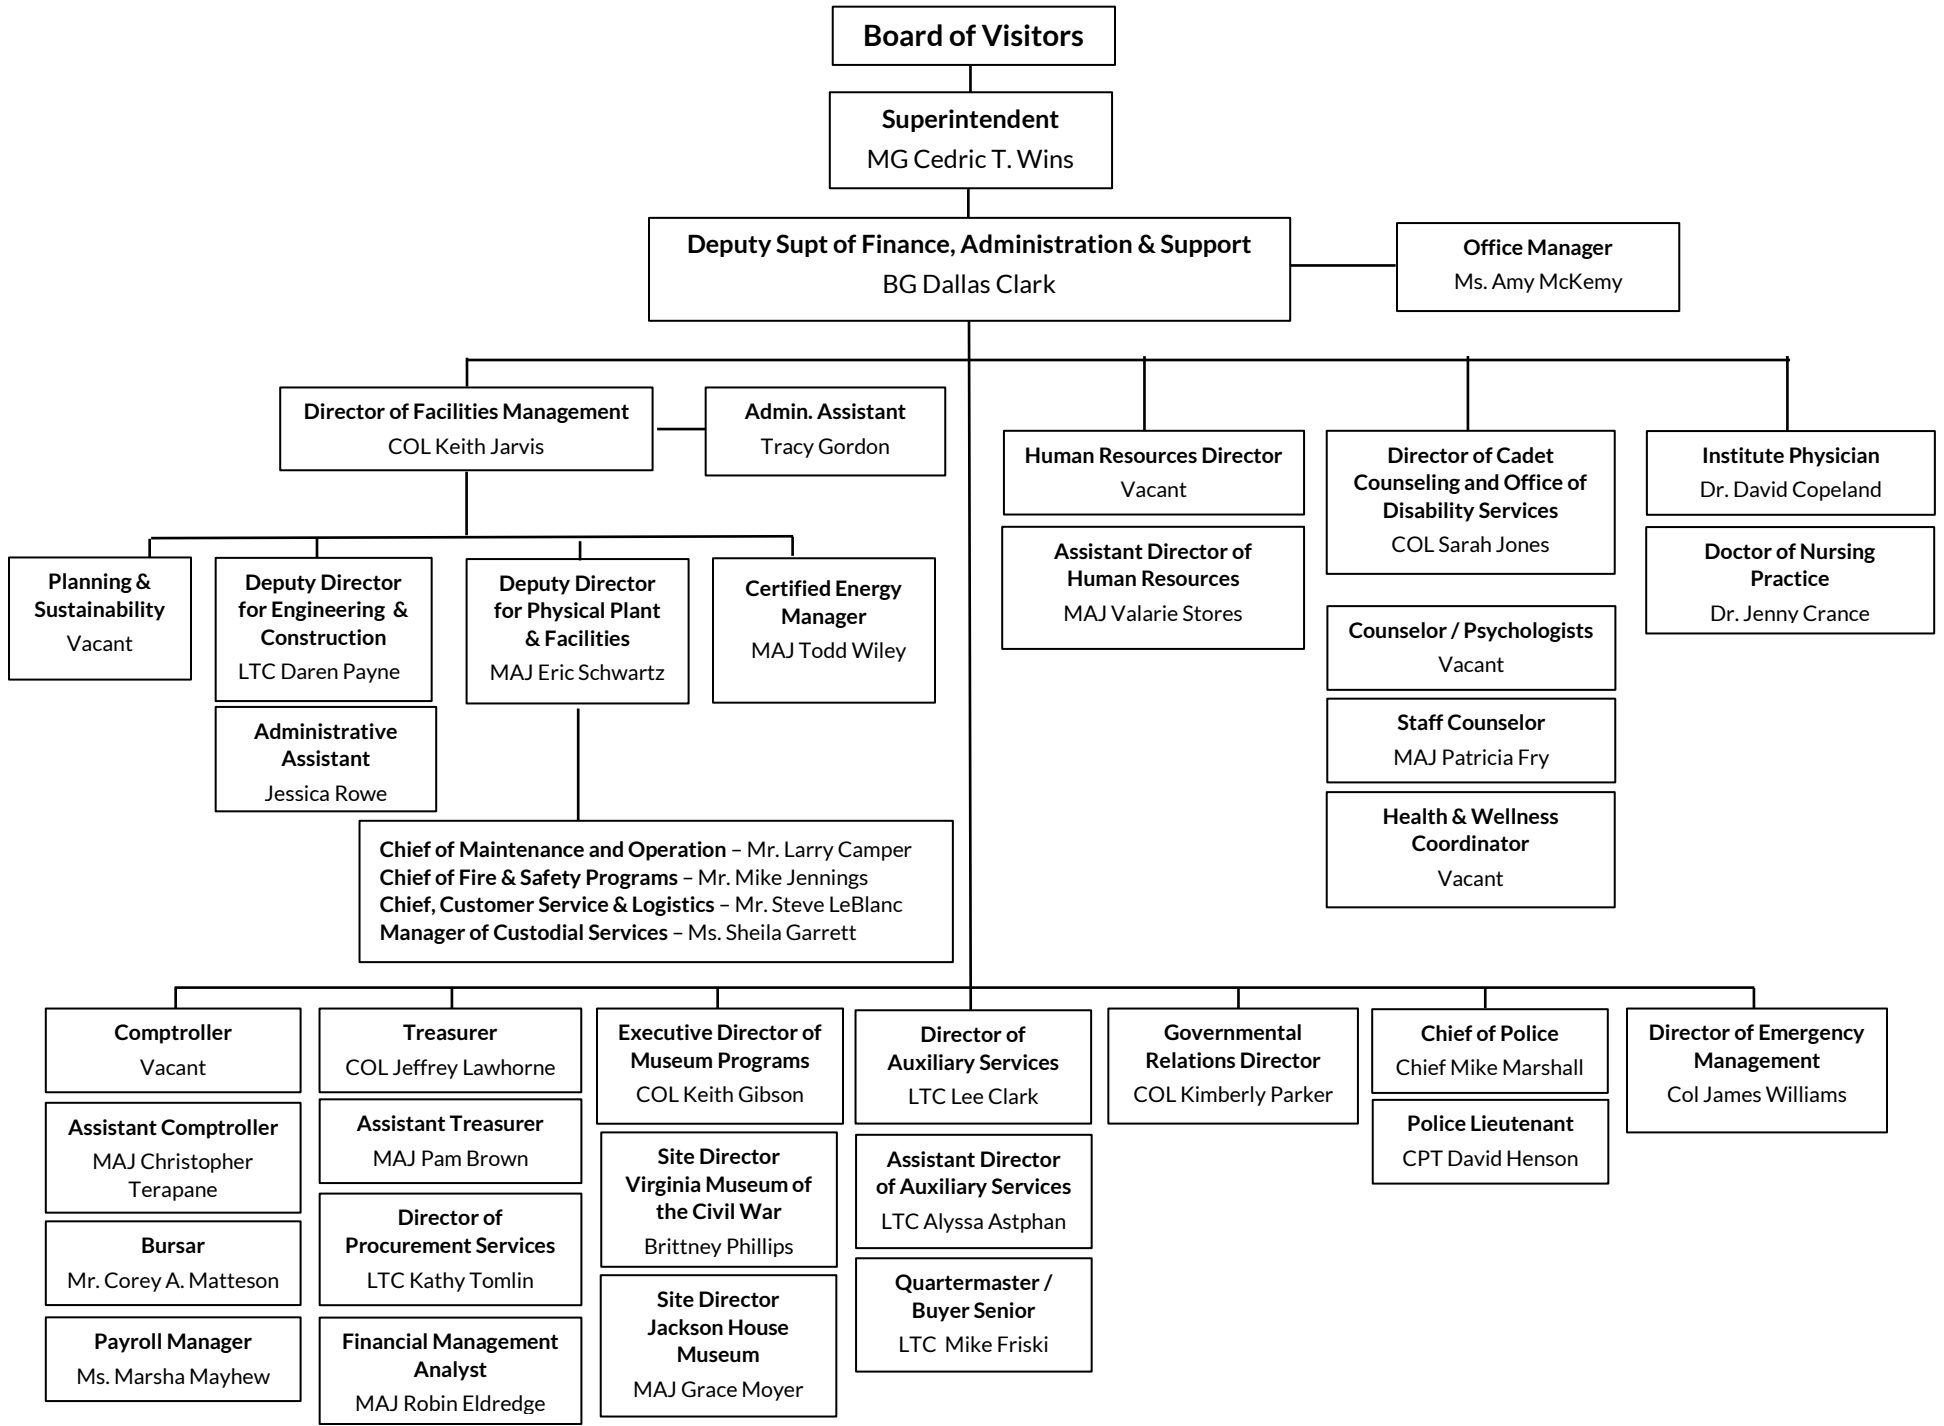 Board of Visitors
Superintendent
MG Cedric T. Wins
Deputy Supt of Finance, Administration & Support
BG Dallas Clark
Office Manager
Ms. Amy McKemy
Director of Facilities Management
COL Keith Jarvis
Admin. Assistant
Tracy Gordon
Human Resources Director
Vacant
Assistant Director of
Human Resources
MAJ Valarie Stores
Director of Cadet
Counseling and Office of
Disability Services
COL Sarah Jones
Counselor / Psychologists
Vacant
Staff Counselor
MAJ Patricia Fry
Health & Wellness
Coordinator
Vacant
Institute Physician
Dr. David Copeland
Doctor of Nursing
Practice
Dr. Jenny Crance
Planning &
Sustainability
Vacant
Deputy Director
for Engineering &
Construction
LTC Daren Payne
Administrative
Assistant
Jessica Rowe
Deputy Director
for Physical Plant
& Facilities
MAJ Eric Schwartz
Certified Energy
Manager
MAJ Todd Wiley
Chief of Maintenance and Operation – Mr. Larry Camper
Chief of Fire & Safety Programs – Mr. Mike Jennings
Chief, Customer Service & Logistics – Mr. Steve LeBlanc
Manager of Custodial Services – Ms. Sheila Garrett
Comptroller
Vacant
Assistant Comptroller
MAJ Christopher
Terapane
Bursar
Mr. Corey A. Matteson
Payroll Manager
Ms. Marsha Mayhew
Treasurer
COL Jeffrey Lawhorne
Assistant Treasurer
MAJ Pam Brown
Director of
Procurement Services
LTC Kathy Tomlin
Financial Management
Analyst
MAJ Robin Eldredge
Executive Director of
Museum Programs
COL Keith Gibson
Site Director
Virginia Museum of
the Civil War
Brittney Phillips
Site Director
Jackson House
Museum
MAJ Grace Moyer
Director of
Auxiliary Services
LTC Lee Clark
Assistant Director
of Auxiliary Services
LTC Alyssa Astphan
Quartermaster /
Buyer Senior
LTC Mike Friski
Governmental
Relations Director
COL Kimberly Parker
Chief of Police
Chief Mike Marshall
Police Lieutenant
CPT David Henson
Director of Emergency
Management
Col James Williams